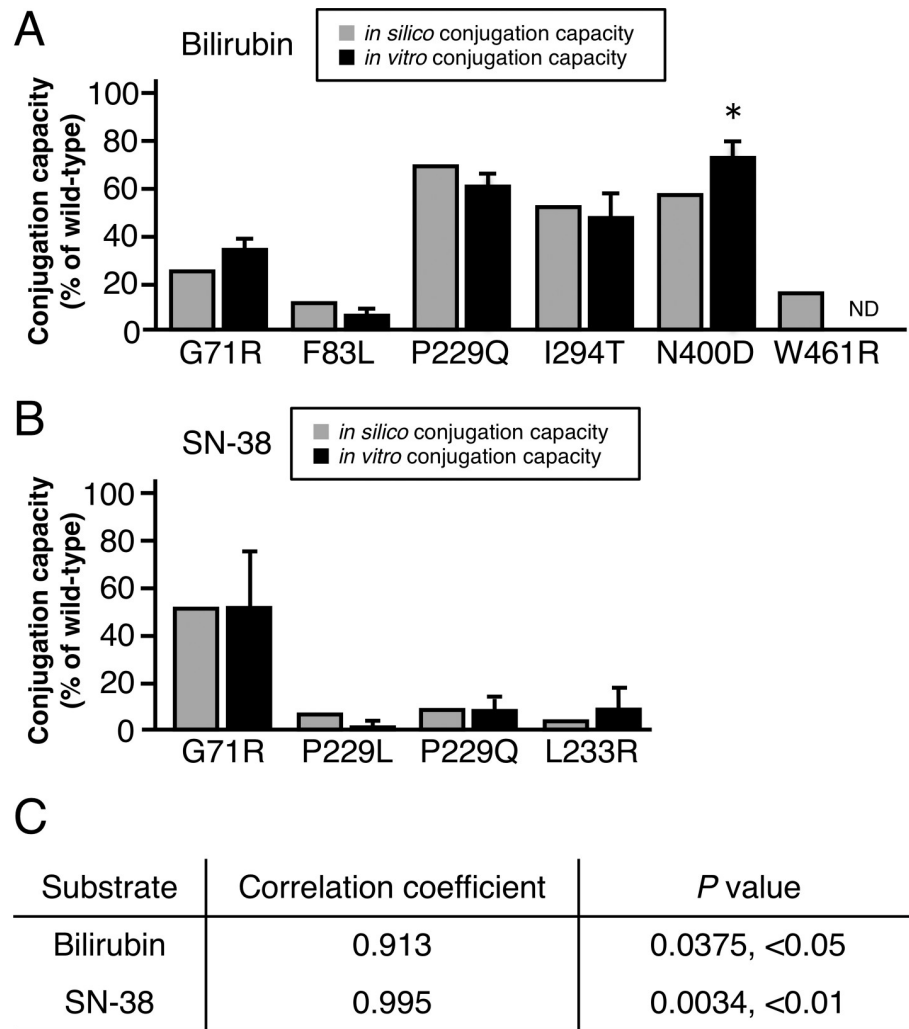 A
Bilirubin
in silico conjugation capacity
in vitro conjugation capacity
Conjugation capacity
(% of wild-type)
100
80
60
40
20
0
*
ND
G71R F83L P229Q I294T N400D W461R
B
SN-38
in silico conjugation capacity
in vitro conjugation capacity
Conjugation capacity
(% of wild-type)
100
80
60
40
20
0
G71R P229L P229Q L233R
C
Substrate Correlation coefficient P value
Bilirubin 0.913 0.0375, <0.05
SN-38 0.995 0.0034, <0.01